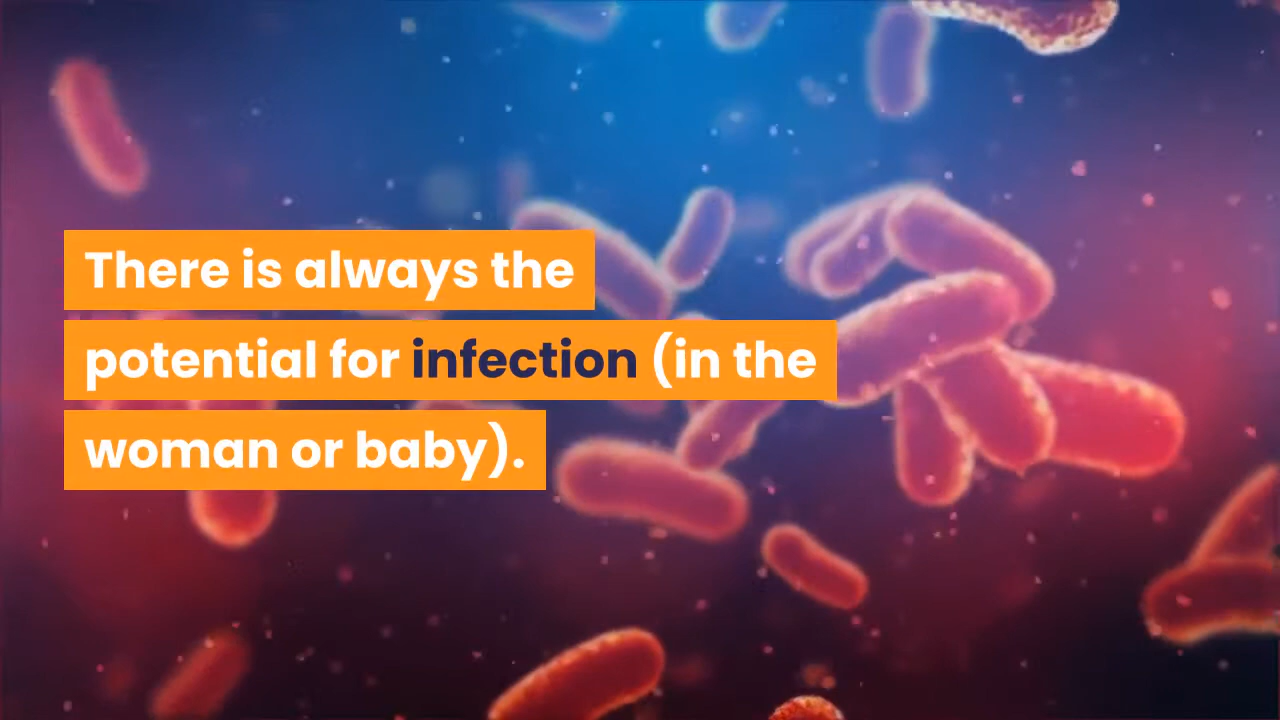 There is always the
potential for infection (in the
woman or baby).